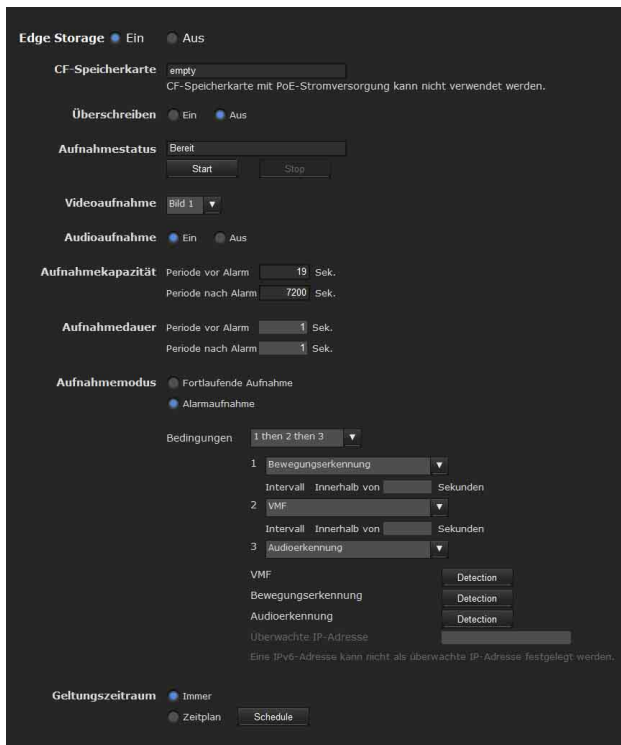 Edge Storage Ein Aus
CF-Speicherkarte empty
CF-Speicherkarte mit PoE-Stromversorgung kann nicht verwendet werden.
Überschreiben Ein Aus
Aufnahmestatus Bereit
Start Stop
Videoaufnahme Bild 1
Audioaufnahme Ein Aus
Aufnahmekapazität Periode vor Alarm 19 Sek.
Periode nach Alarm 7200 Sek.
Aufnahmedauer Periode vor Alarm 1 Sek.
Periode nach Alarm 1 Sek.
Aufnahmemodus Fortlaufende Aufnahme
Alarmaufnahme
Bedingungen 1 then 2 then 3
1 Bewegungserkennung
Intervall Innerhalb von Sekunden
2 VMF
Intervall Innerhalb von Sekunden
3 Audioerkennung
VMF Detection
Bewegungserkennung Detection
Audioerkennung Detection
Überwachte IP-Adresse
Eine IPv6-Adresse kann nicht als überwachte IP-Adresse festgelegt werden.
Geltungszeitraum Immer
Zeitplan Schedule